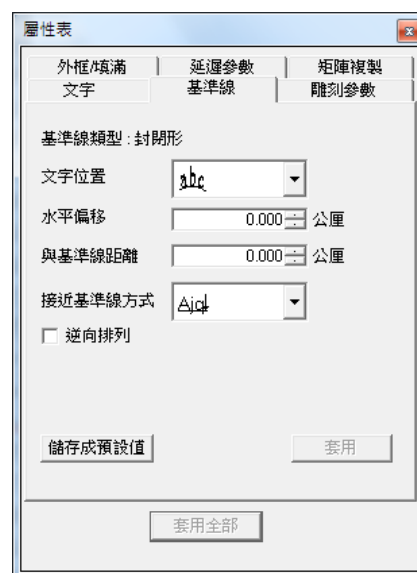 屬性表
外框/填滿 延遲參數 矩陣複製
文字 基準線 雕刻參數
基準線類型 : 封閉形
文字位置 abc
水平偏移 0.000 公厘
與基準線距離 0.000 公厘
接近基準線方式 Ajqł
逆向排列
儲存成預設值 套用
套用全部